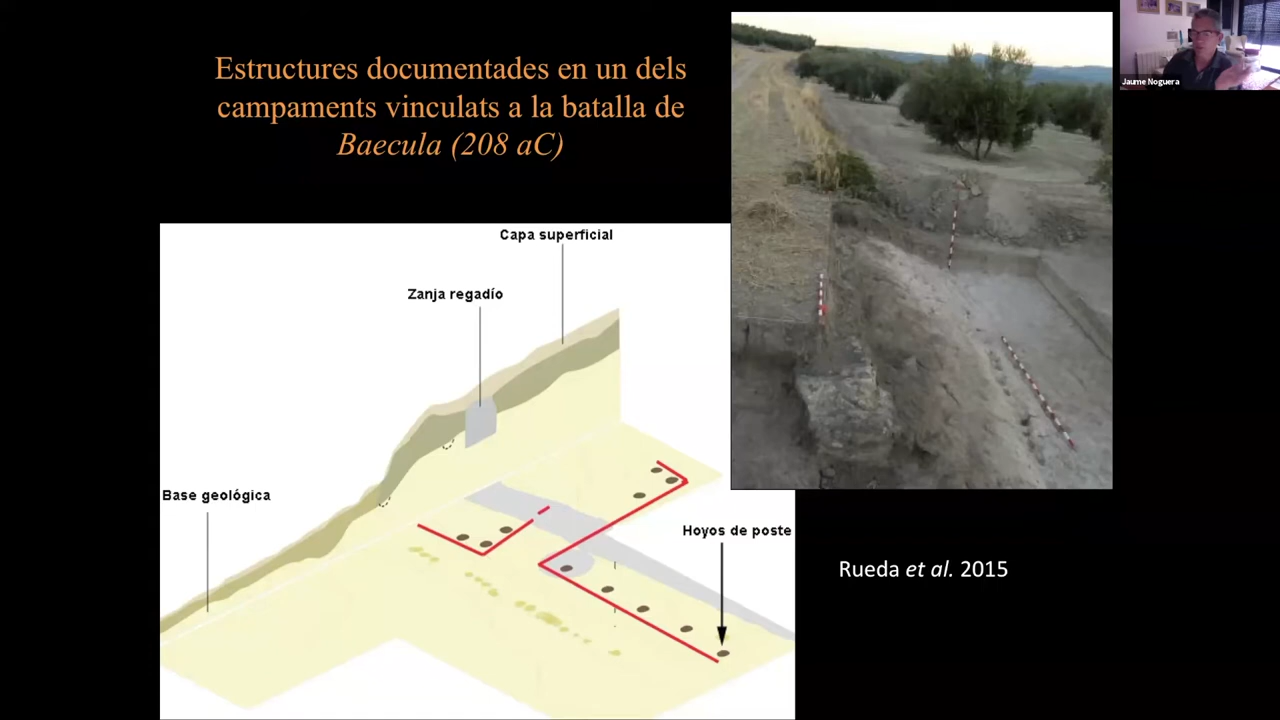 Estructures documentades en un dels
campaments vinculats a la batalla de
Baecula (208 aC)
Jaume Noguera
Capa superficial
Zanja regadío
Base geológica
Hoyos de poste
Rueda et al. 2015